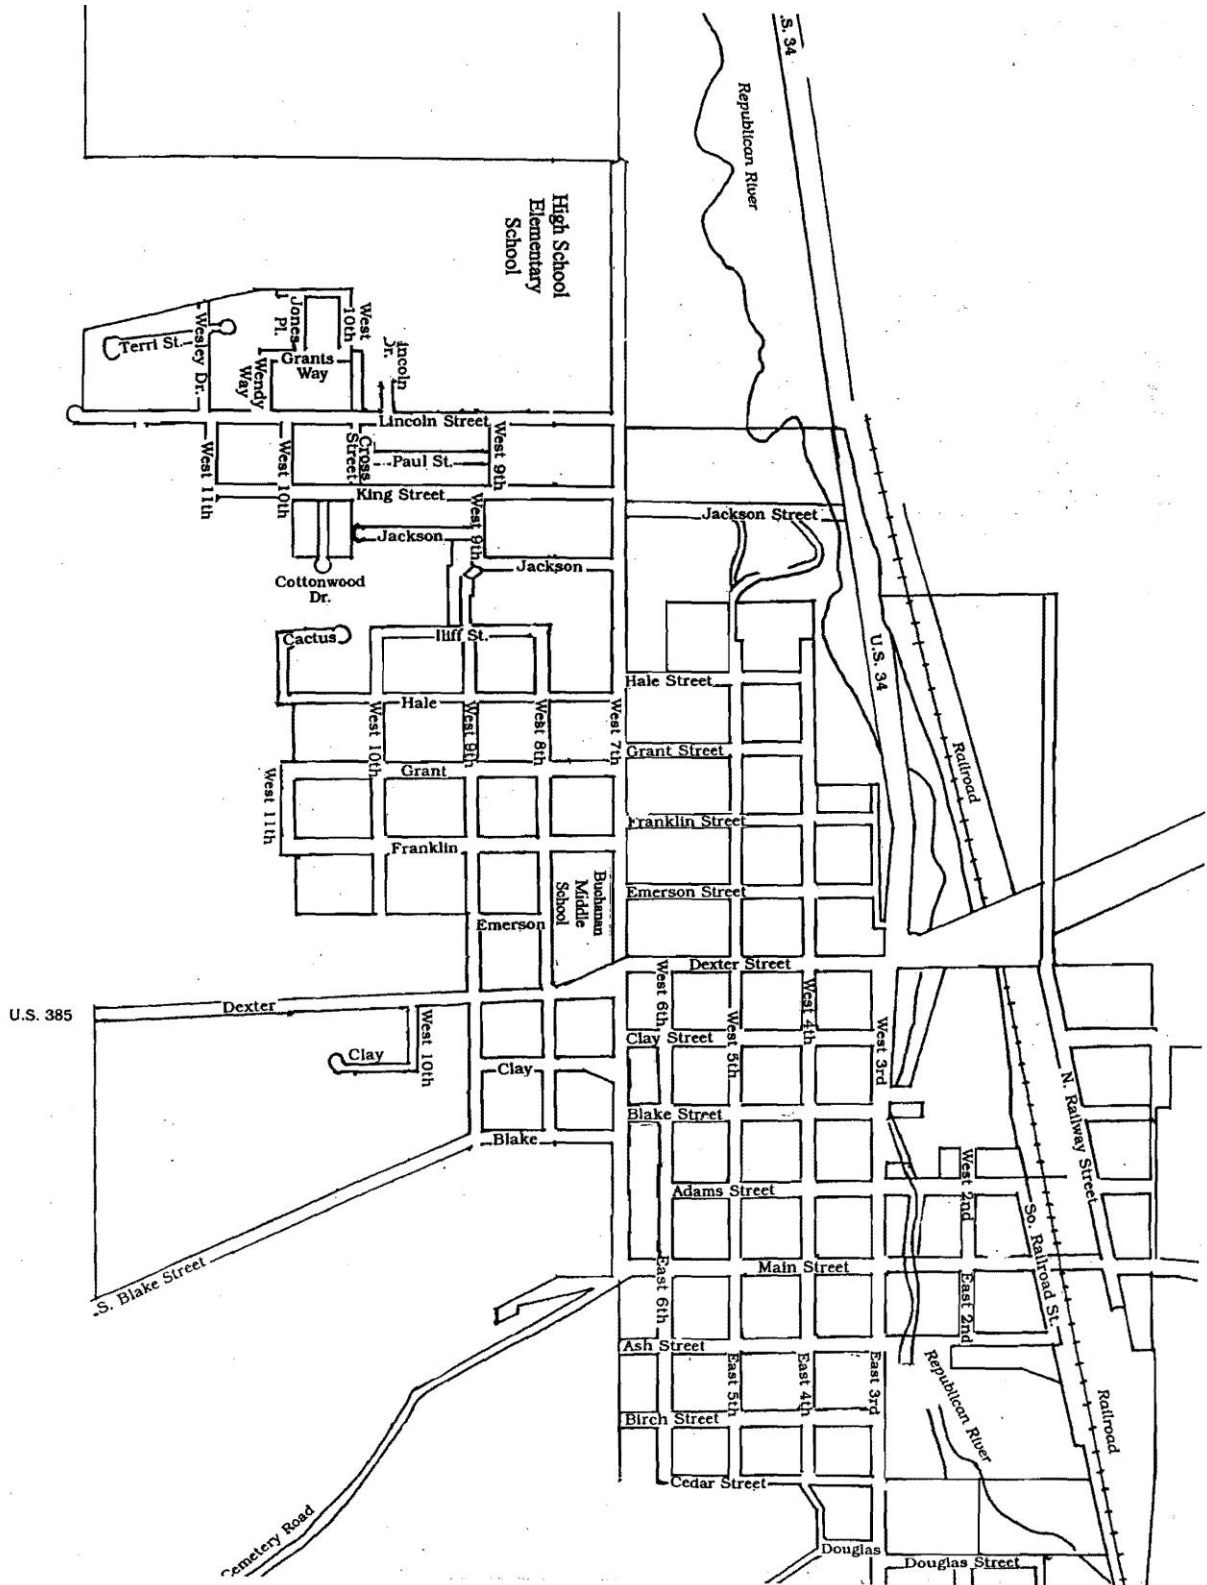 .S. 34
Republican River
High School
Elementary
School
West
10th
Jones
Pl.
Wesley Dr.
Terri St.
Grants
Way
Wendy
Way
incoln
Dr.
Lincoln Street
West 9th
Cross
Street
Paul St.
West 11th
West 10th
King Street
West 9th
Jackson Street
Jackson
Jackson
Cottonwood
Dr.
Cactus
Iliff St.
U.S. 34
Hale Street
Hale
West 10th
West 9th
West 8th
West 7th
Grant Street
Grant
Railroad
West 11th
Franklin Street
Franklin
Buchanan
Middle
School
Emerson Street
Emerson
Dexter Street
West 6th
West 4th
U.S. 385
Dexter
West 10th
West 5th
West 3rd
Clay Street
Clay
Clay
N. Railway Street
Blake Street
Blake
West 2nd
Adams Street
So. Railroad St.
S. Blake Street
Main Street
East 6th
East 2nd
Ash Street
East 5th
East 4th
East 3rd
Republican River
Railroad
Birch Street
Cedar Street
Cemetery Road
Douglas
Douglas Street